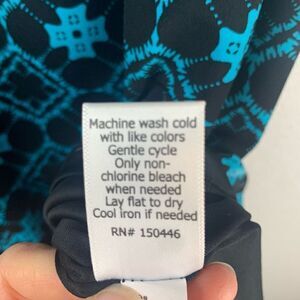 Machine wash cold
with like colors
Gentle cycle
Only non-
chlorine bleach
when needed
Lay flat to dry
Cool iron if needed
RN# 150446